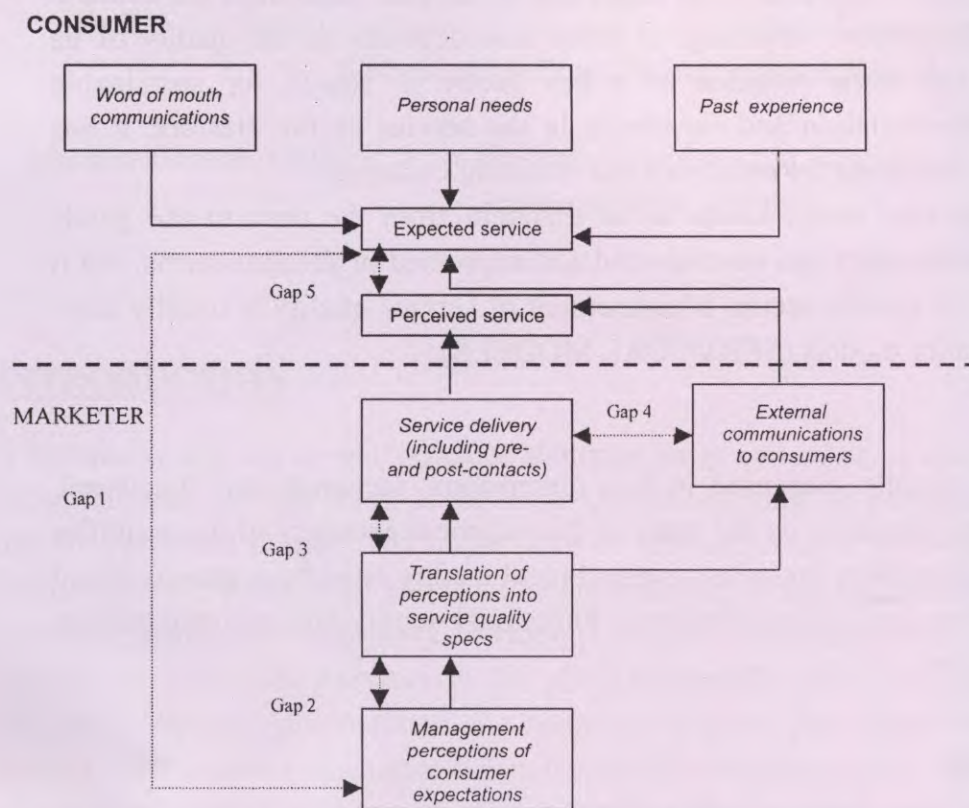 CONSUMER
Word of mouth
communications
Personal needs
Past experience
Expected service
Gap 5
Perceived service
MARKETER
Service delivery
(including pre-
and post-contacts)
Gap 4
External
communications
to consumers
Gap 1
Gap 3
Translation of
perceptions into
service quality
specs
Gap 2
Management
perceptions of
consumer
expectations